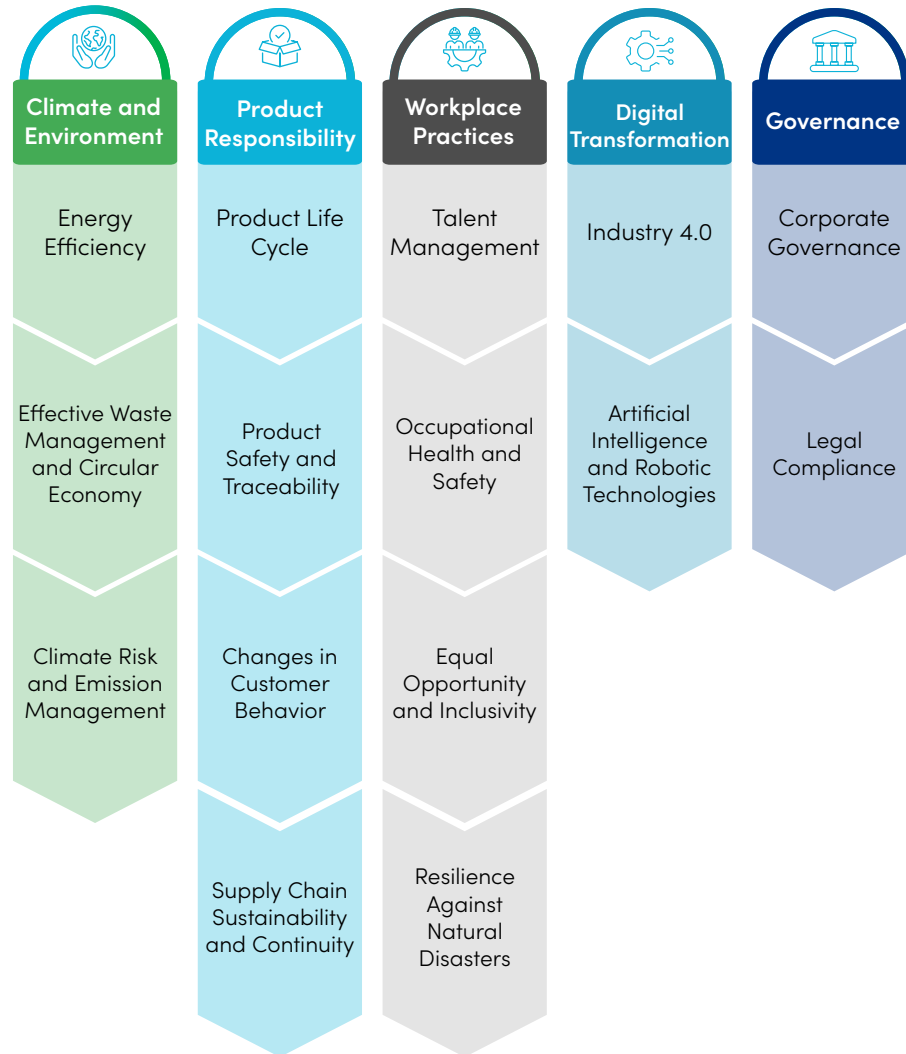 Climate and
Environment
Energy
Efficiency
Effective Waste
Management
and Circular
Economy
Climate Risk
and Emission
Management
Product
Responsibility
Product Life
Cycle
Product
Safety and
Traceability
Changes in
Customer
Behavior
Supply Chain
Sustainability
and Continuity
Workplace
Practices
Talent
Management
Occupational
Health and
Safety
Equal
Opportunity
and Inclusivity
Resilience
Against
Natural
Disasters
Digital
Transformation
Industry 4.0
Artificial
Intelligence
and Robotic
Technologies
Governance
Corporate
Governance
Legal
Compliance